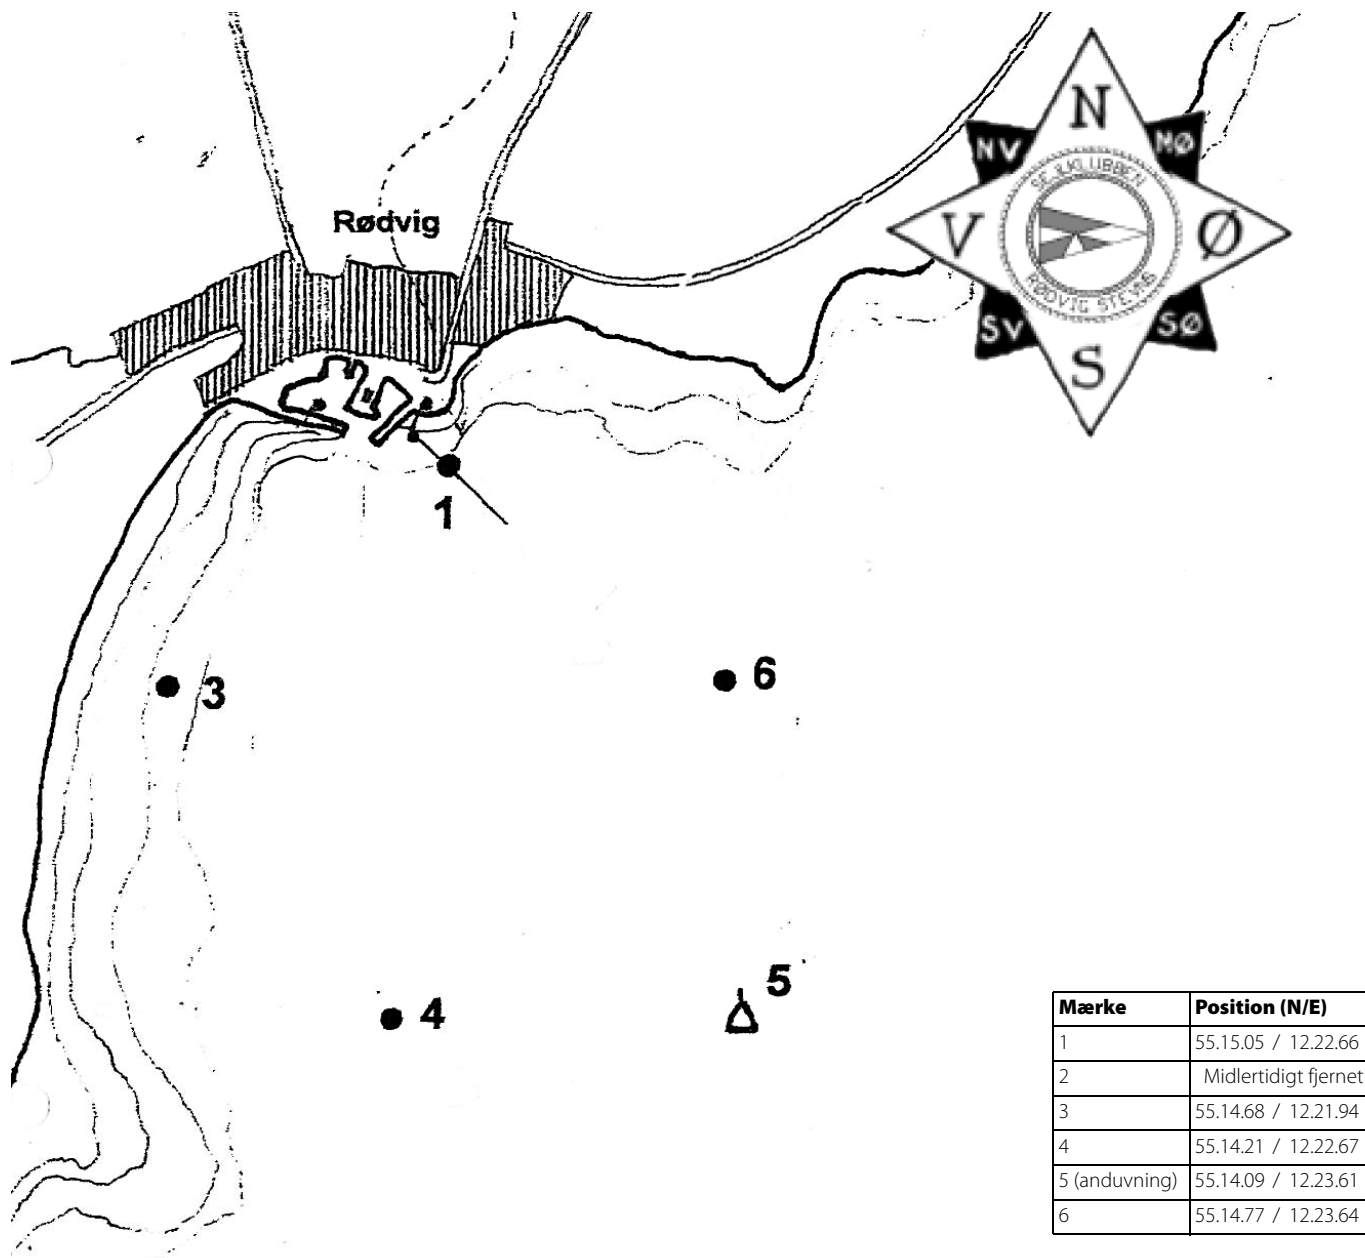 N
NV
NØ
SEJLKLUBBEN
V
Ø
RØDVIG STEVNS
SV
SØ
S
Rødvig
1
3
6
5
4
Mærke Position (N/E)
1 55.15.05 / 12.22.66
2 Midlertidigt fjernet
3 55.14.68 / 12.21.94
4 55.14.21 / 12.22.67
5 (anduvning) 55.14.09 / 12.23.61
6 55.14.77 / 12.23.64